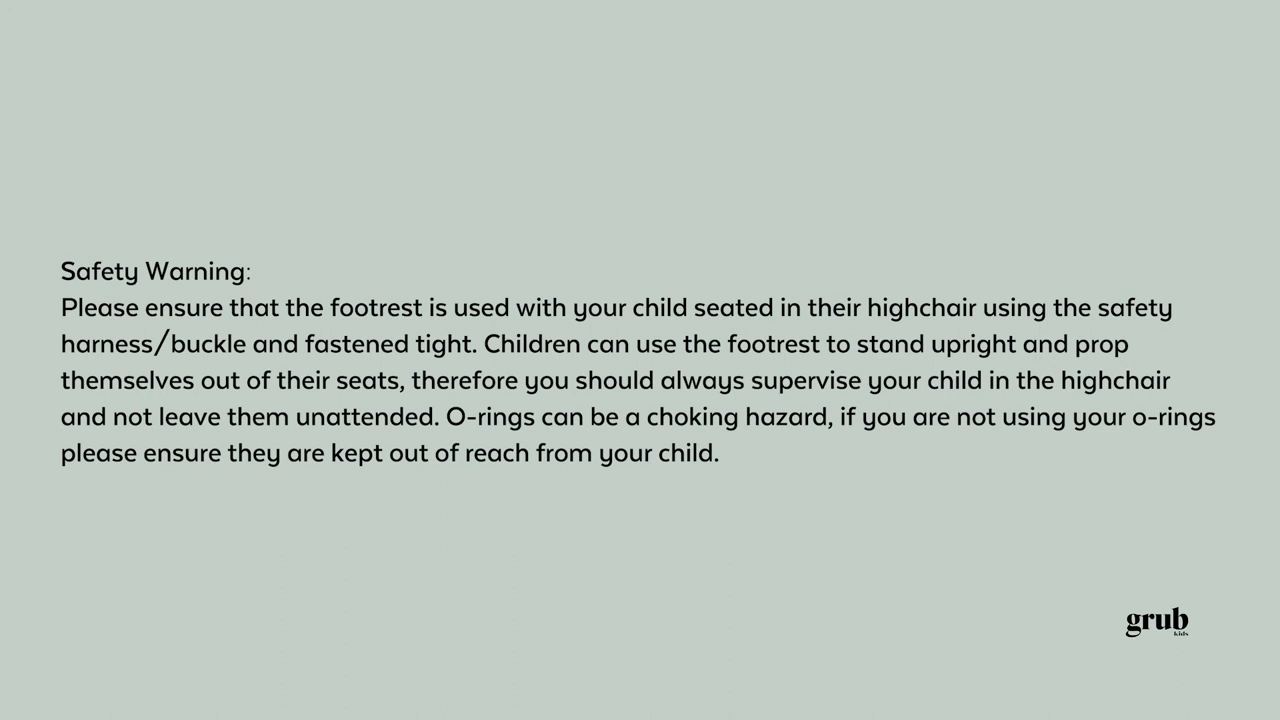 Safety Warning:
Please ensure that the footrest is used with your child seated in their highchair using the safety
harness/buckle and fastened tight. Children can use the footrest to stand upright and prop
themselves out of their seats, therefore you should always supervise your child in the highchair
and not leave them unattended. O-rings can be a choking hazard, if you are not using your o-rings
please ensure they are kept out of reach from your child.
grub
kids